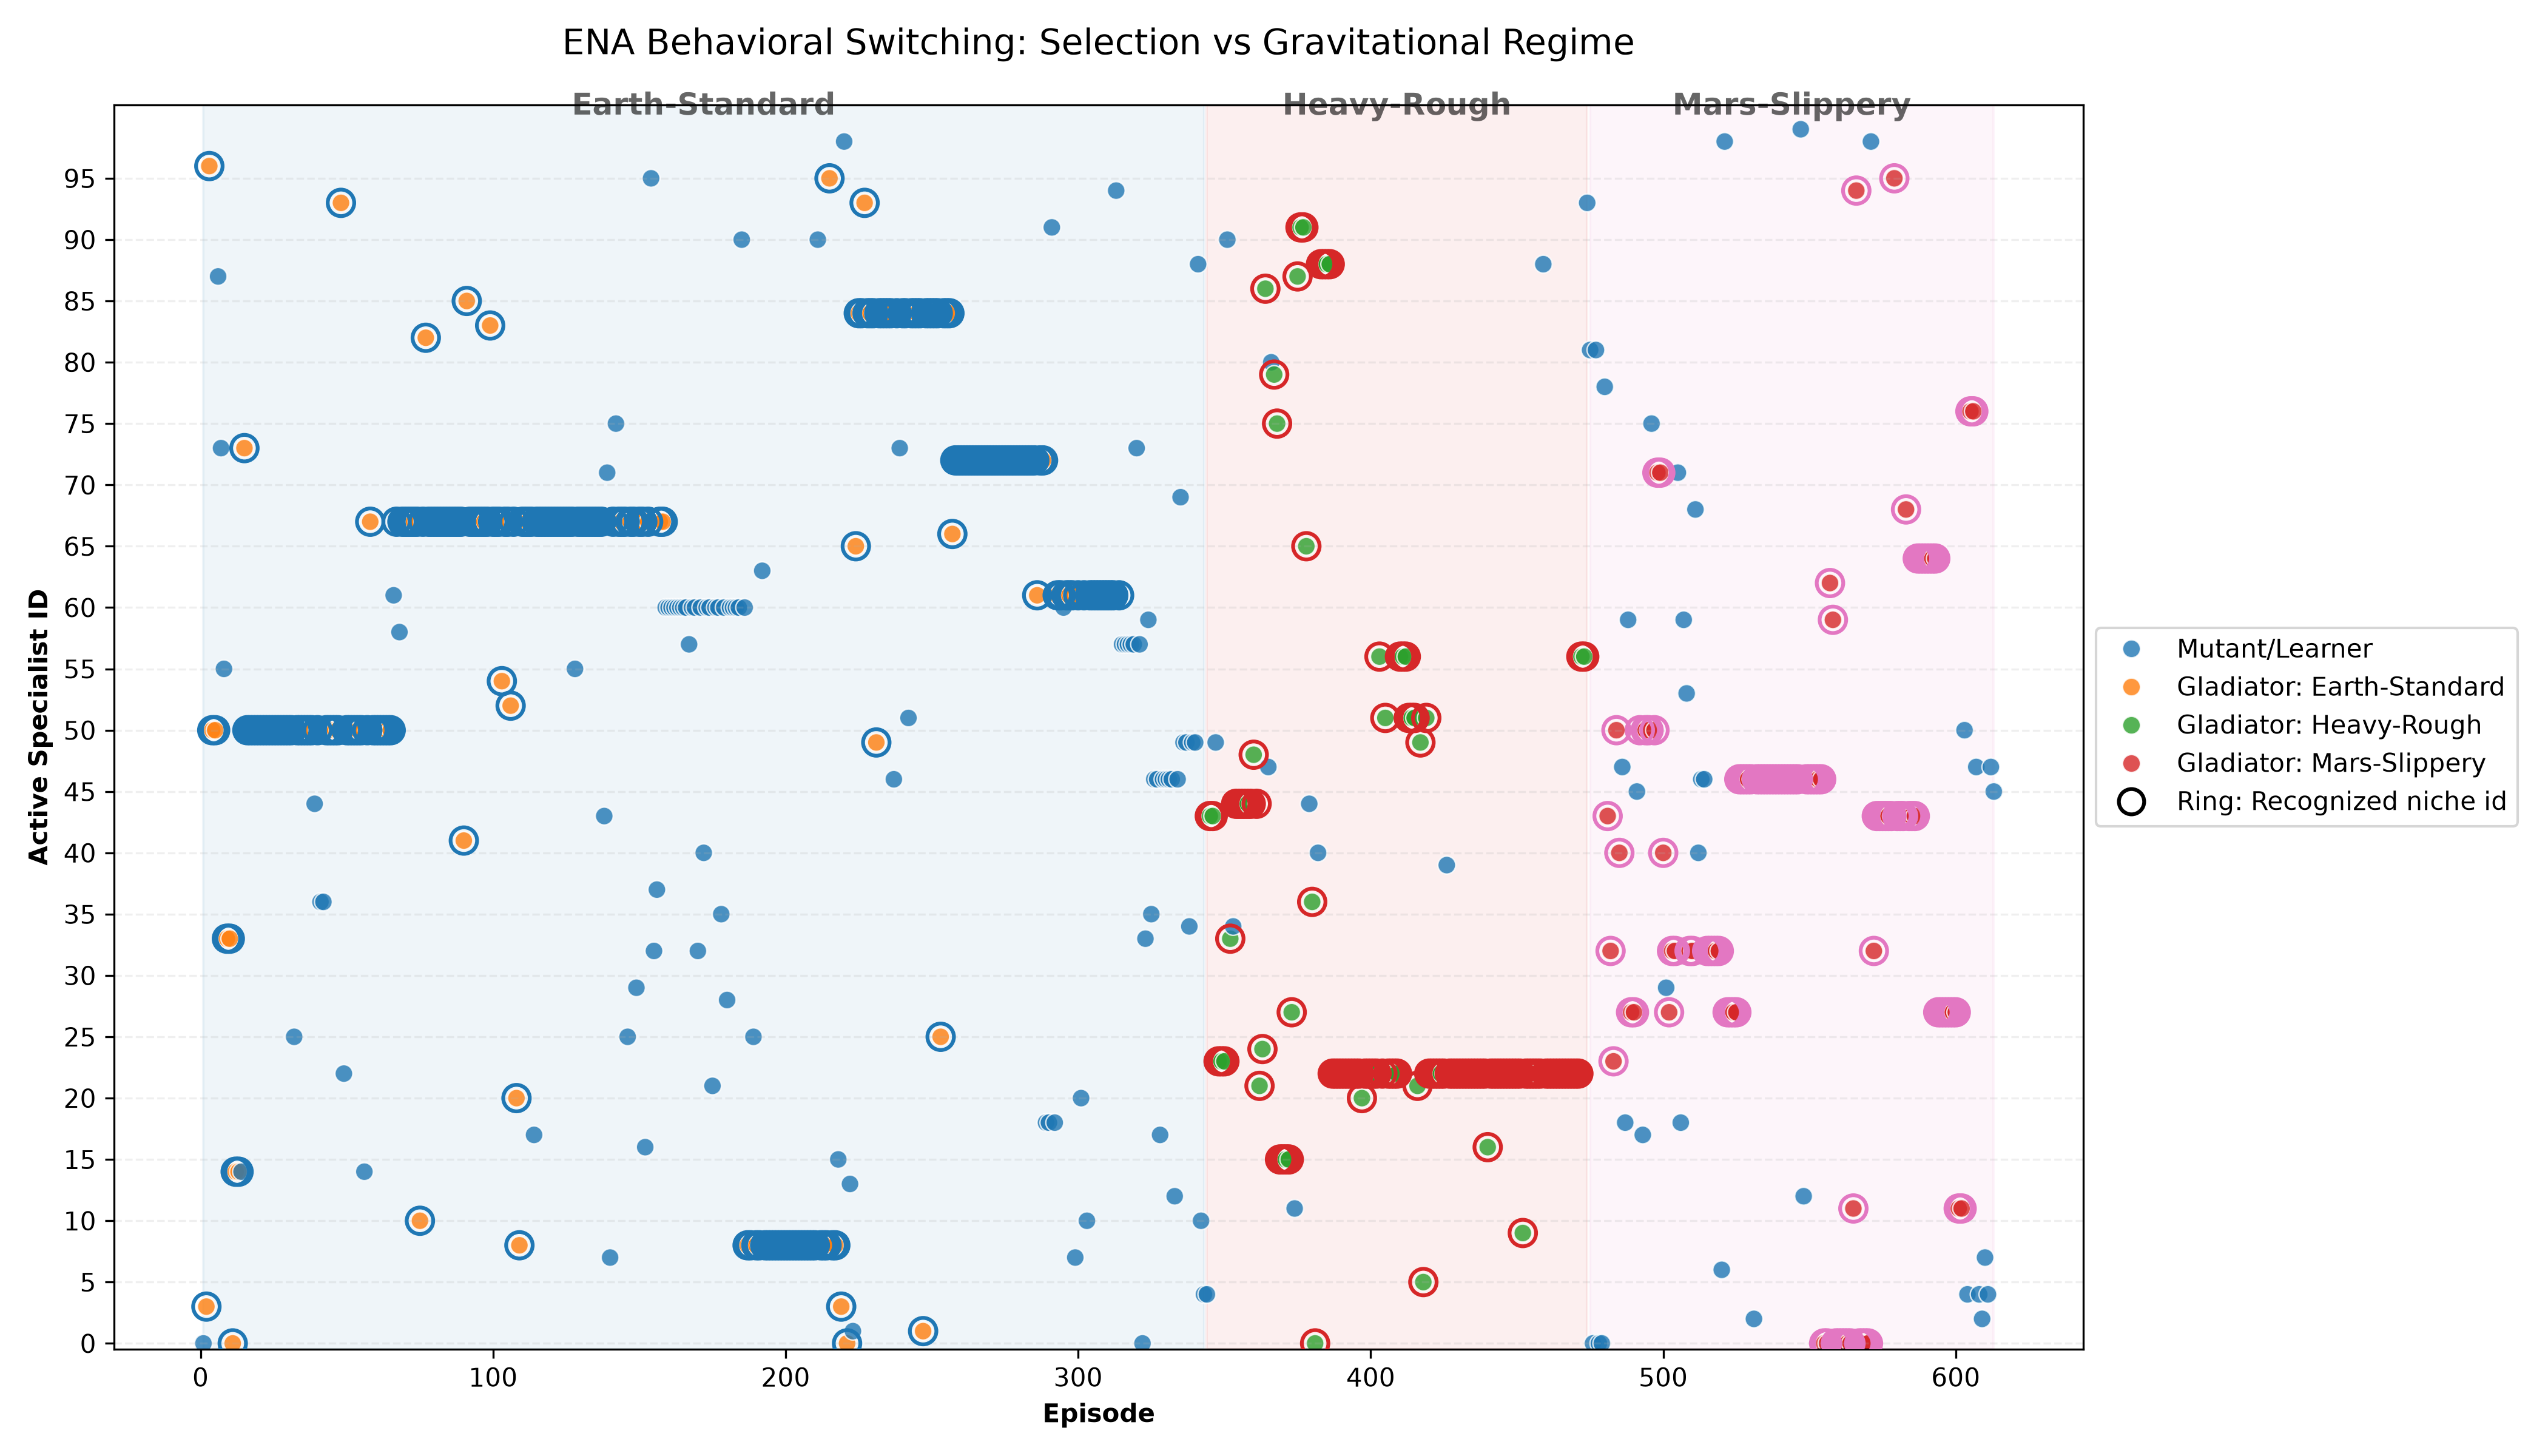 ENA Behavioral Switching: Selection vs Gravitational Regime
Earth-Standard
Heavy-Rough
Mars-Slippery
95
90
85
80
75
70
65
60
55
50
45
40
35
30
25
20
15
10
5
0
Active Specialist ID
0
100
200
300
400
500
600
Episode
Mutant/Learner
Gladiator: Earth-Standard
Gladiator: Heavy-Rough
Gladiator: Mars-Slippery
Ring: Recognized niche id